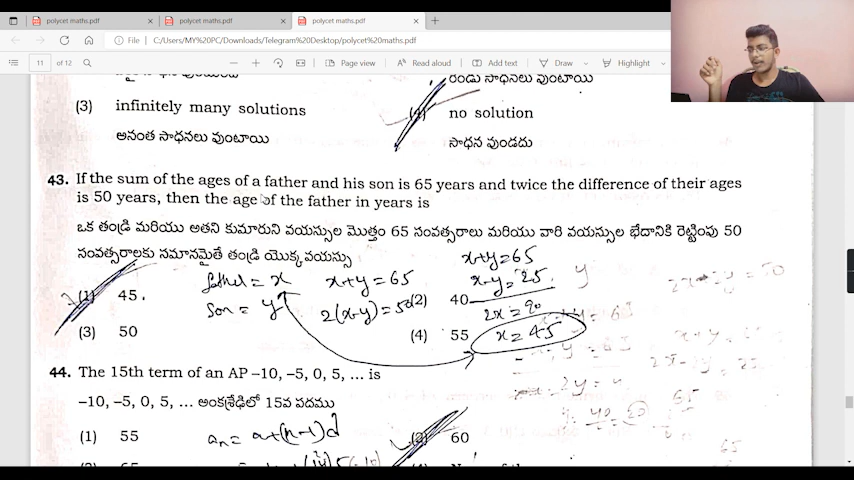 polycet maths.pdf
polycet maths.pdf
polycet maths.pdf
File C:/Users/MY%20PC/Downloads/Telegram%20Desktop/polycet%20maths.pdf
11 of 12 Page view Read aloud Add text Draw Highlight
రెండు సాధనలు వుంటాయి
(3) infinitely many solutions
no solution
అనంత సాధనలు వుంటాయి
సాధన వుండదు
43. If the sum of the ages of a father and his son is 65 years and twice the difference of their ages
is 50 years, then the age of the father in years is
ఒక తండ్రి మరియు అతని కుమారుని వయస్సుల మొత్తం 65 సంవత్సరాలు మరియు వారి వయస్సుల భేదానికి రెట్టింపు 50
సంవత్సరాలకు సమానమైతే తండ్రి యొక్క వయస్సు
x+y=65
father = x x+y=65 x-y=25
(1) 45.
son = y 2(x-y)=50
(2) 40
2x=90
(3) 50
(4) 55
x=45
44. The 15th term of an AP –10, –5, 0, 5, ... is
–10, –5, 0, 5, ... అంకశ్రేఢిలో 15వ పదము
(1) 55
an = a+(n-1)d
(2) 60